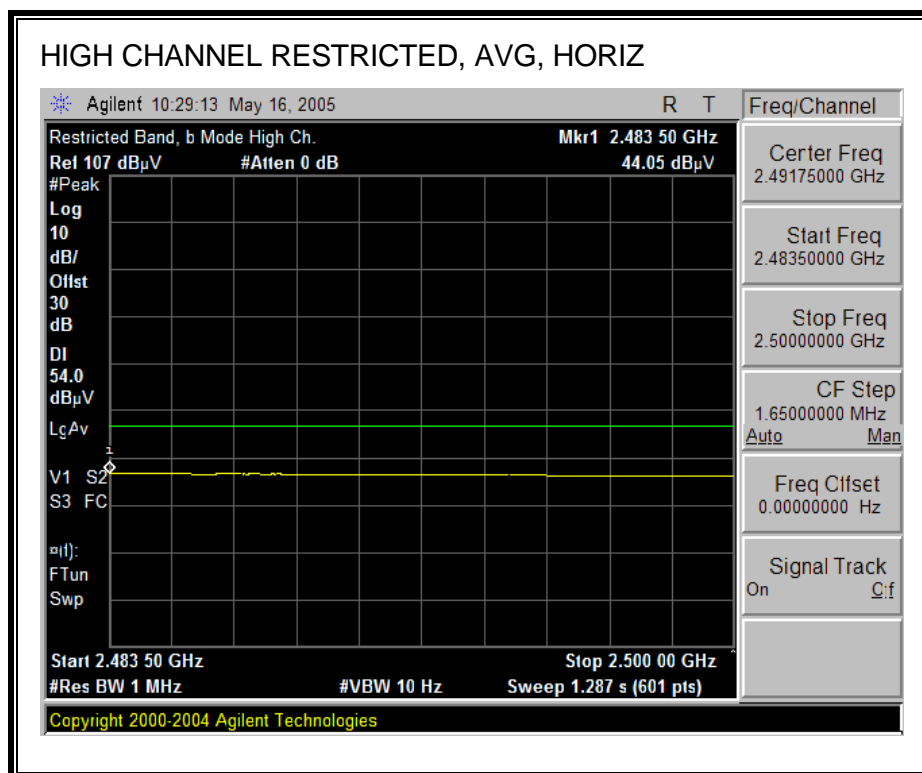 HIGH CHANNEL RESTRICTED, AVG, HORIZ
Agilent 10:29:13 May 16, 2005 R T
Restricted Band, b Mode High Ch. Mkr1 2.483 50 GHz
Ref 107 dBµV #Atten 0 dB 44.05 dBµV
#Peak
Log
10
dB/
Offst
30
dB
DI
54.0
dBµV
LgAv
1
V1 S2
S3 FC
¤(f):
FTun
Swp
Start 2.483 50 GHz Stop 2.500 00 GHz
#Res BW 1 MHz #VBW 10 Hz Sweep 1.287 s (601 pts)
Copyright 2000-2004 Agilent Technologies
Freq/Channel
Center Freq
2.49175000 GHz
Start Freq
2.48350000 GHz
Stop Freq
2.50000000 GHz
CF Step
1.65000000 MHz
Auto Man
Freq Offset
0.00000000 Hz
Signal Track
On Off